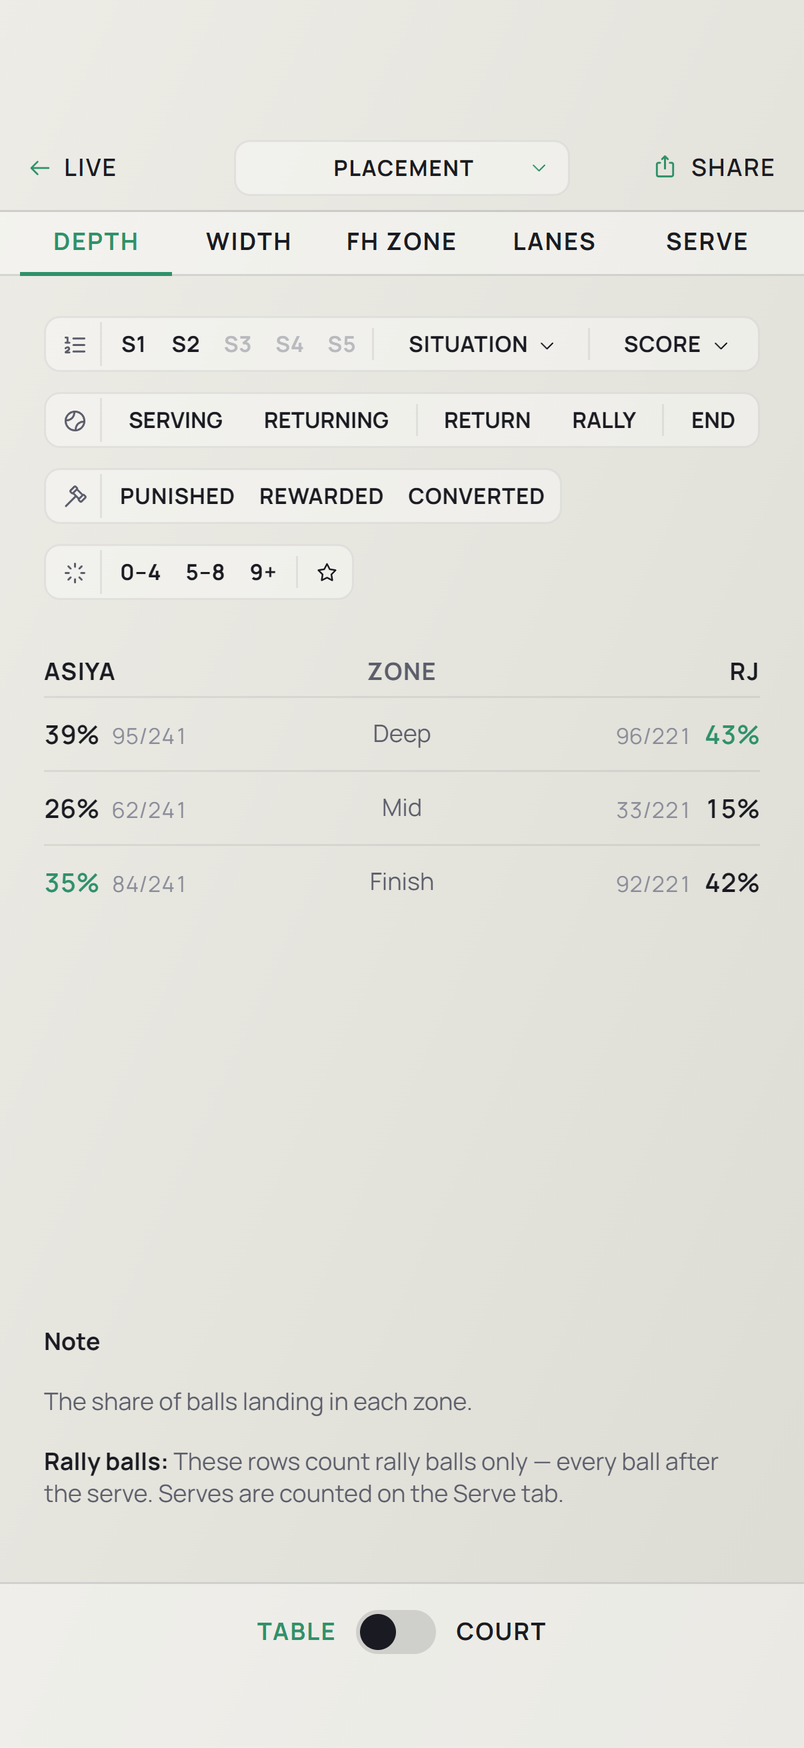 LIVE PLACEMENT SHARE
DEPTH WIDTH FH ZONE LANES SERVE
S1 S2 S3 S4 S5 SITUATION SCORE
SERVING RETURNING RETURN RALLY END
PUNISHED REWARDED CONVERTED
0–4 5–8 9+
ASIYA ZONE RJ
39% 95/241 Deep 96/221 43%
26% 62/241 Mid 33/221 15%
35% 84/241 Finish 92/221 42%
Note
The share of balls landing in each zone.
Rally balls: These rows count rally balls only — every ball after
the serve. Serves are counted on the Serve tab.
TABLE COURT